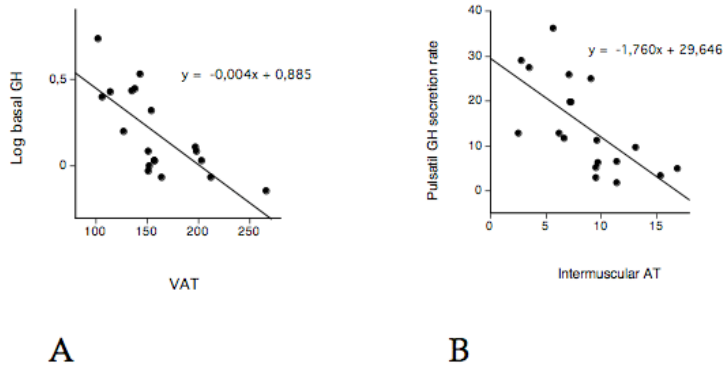 Log basal GH
0,5
0
y = -0,004x + 0,885
100 150 200 250
VAT
A
Pulsatil GH secretion rate
40
30
20
10
0
y = -1,760x + 29,646
0 5 10 15
Intermuscular AT
B